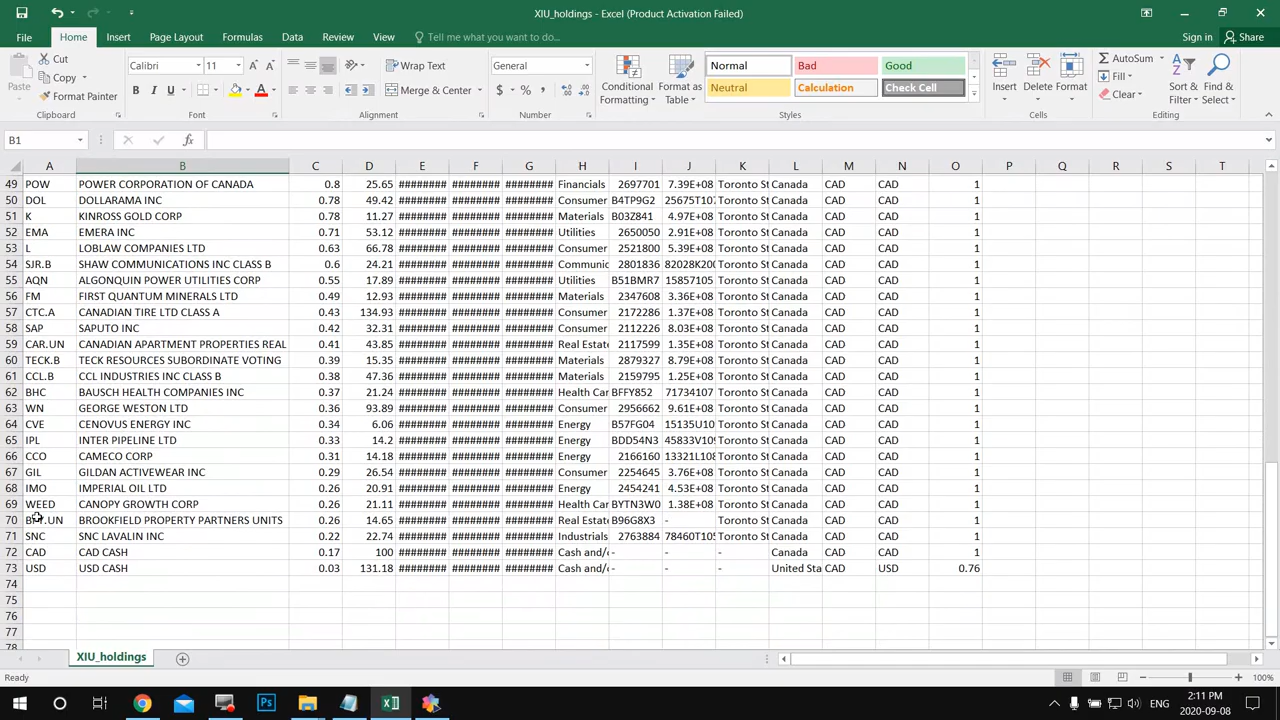 XIU_holdings - Excel (Product Activation Failed)
File Home Insert Page Layout Formulas Data Review View Tell me what you want to do... Sign in Share
Paste Cut Copy Format Painter Clipboard
Calibri 11 A A B I U A Font
Wrap Text Merge & Center Alignment
General $ % , Number
Conditional Formatting Format as Table Normal Bad Good Neutral Calculation Check Cell Styles
Insert Delete Format Cells
AutoSum Fill Clear Sort & Filter Find & Select Editing
B1 fx
A B C D E F G H I J K L M N O P Q R S T
49 POW POWER CORPORATION OF CANADA 0.8 25.65 ######## ######## ######## Financials 2697701 7.39E+08 Toronto St Canada CAD CAD 1
50 DOL DOLLARAMA INC 0.78 49.42 ######## ######## ######## Consumer B4TP9G2 25675T107 Toronto St Canada CAD CAD 1
51 K KINROSS GOLD CORP 0.78 11.27 ######## ######## ######## Materials B03Z841 4.97E+08 Toronto St Canada CAD CAD 1
52 EMA EMERA INC 0.71 53.12 ######## ######## ######## Utilities 2650050 2.91E+08 Toronto St Canada CAD CAD 1
53 L LOBLAW COMPANIES LTD 0.63 66.78 ######## ######## ######## Consumer 2521800 5.39E+08 Toronto St Canada CAD CAD 1
54 SJR.B SHAW COMMUNICATIONS INC CLASS B 0.6 24.21 ######## ######## ######## Communic 2801836 82028K200 Toronto St Canada CAD CAD 1
55 AQN ALGONQUIN POWER UTILITIES CORP 0.55 17.89 ######## ######## ######## Utilities B51BMR7 15857105 Toronto St Canada CAD CAD 1
56 FM FIRST QUANTUM MINERALS LTD 0.49 12.93 ######## ######## ######## Materials 2347608 3.36E+08 Toronto St Canada CAD CAD 1
57 CTC.A CANADIAN TIRE LTD CLASS A 0.43 134.93 ######## ######## ######## Consumer 2172286 1.37E+08 Toronto St Canada CAD CAD 1
58 SAP SAPUTO INC 0.42 32.31 ######## ######## ######## Consumer 2112226 8.03E+08 Toronto St Canada CAD CAD 1
59 CAR.UN CANADIAN APARTMENT PROPERTIES REAL 0.41 43.85 ######## ######## ######## Real Estate 2117599 1.35E+08 Toronto St Canada CAD CAD 1
60 TECK.B TECK RESOURCES SUBORDINATE VOTING 0.39 15.35 ######## ######## ######## Materials 2879327 8.79E+08 Toronto St Canada CAD CAD 1
61 CCL.B CCL INDUSTRIES INC CLASS B 0.38 47.36 ######## ######## ######## Materials 2159795 1.25E+08 Toronto St Canada CAD CAD 1
62 BHC BAUSCH HEALTH COMPANIES INC 0.37 21.24 ######## ######## ######## Health Car BFFY852 71734107 Toronto St Canada CAD CAD 1
63 WN GEORGE WESTON LTD 0.36 93.89 ######## ######## ######## Consumer 2956662 9.61E+08 Toronto St Canada CAD CAD 1
64 CVE CENOVUS ENERGY INC 0.34 6.06 ######## ######## ######## Energy B57FG04 15135U10 Toronto St Canada CAD CAD 1
65 IPL INTER PIPELINE LTD 0.33 14.2 ######## ######## ######## Energy BDD54N3 45833V109 Toronto St Canada CAD CAD 1
66 CCO CAMECO CORP 0.31 14.18 ######## ######## ######## Energy 2166160 13321L108 Toronto St Canada CAD CAD 1
67 GIL GILDAN ACTIVEWEAR INC 0.29 26.54 ######## ######## ######## Consumer 2254645 3.76E+08 Toronto St Canada CAD CAD 1
68 IMO IMPERIAL OIL LTD 0.26 20.91 ######## ######## ######## Energy 2454241 4.53E+08 Toronto St Canada CAD CAD 1
69 WEED CANOPY GROWTH CORP 0.26 21.11 ######## ######## ######## Health Car BYTN3W0 1.38E+08 Toronto St Canada CAD CAD 1
70 BROOKFIELD PROPERTY PARTNERS UNITS 0.26 14.65 ######## ######## ######## Real Estate B96G8X3 - Toronto St Canada CAD CAD 1
71 SNC SNC LAVALIN INC 0.22 22.74 ######## ######## ######## Industrials 2763884 78460T105 Toronto St Canada CAD CAD 1
72 CAD CAD CASH 0.17 100 ######## ######## ######## Cash and/o - - - Canada CAD CAD 1
73 USD USD CASH 0.03 131.18 ######## ######## ######## Cash and/o - - - United Sta CAD USD 0.76
74
75
76
77
78
XIU_holdings
Ready 100%
Ps ENG 2:11 PM
2020-09-08